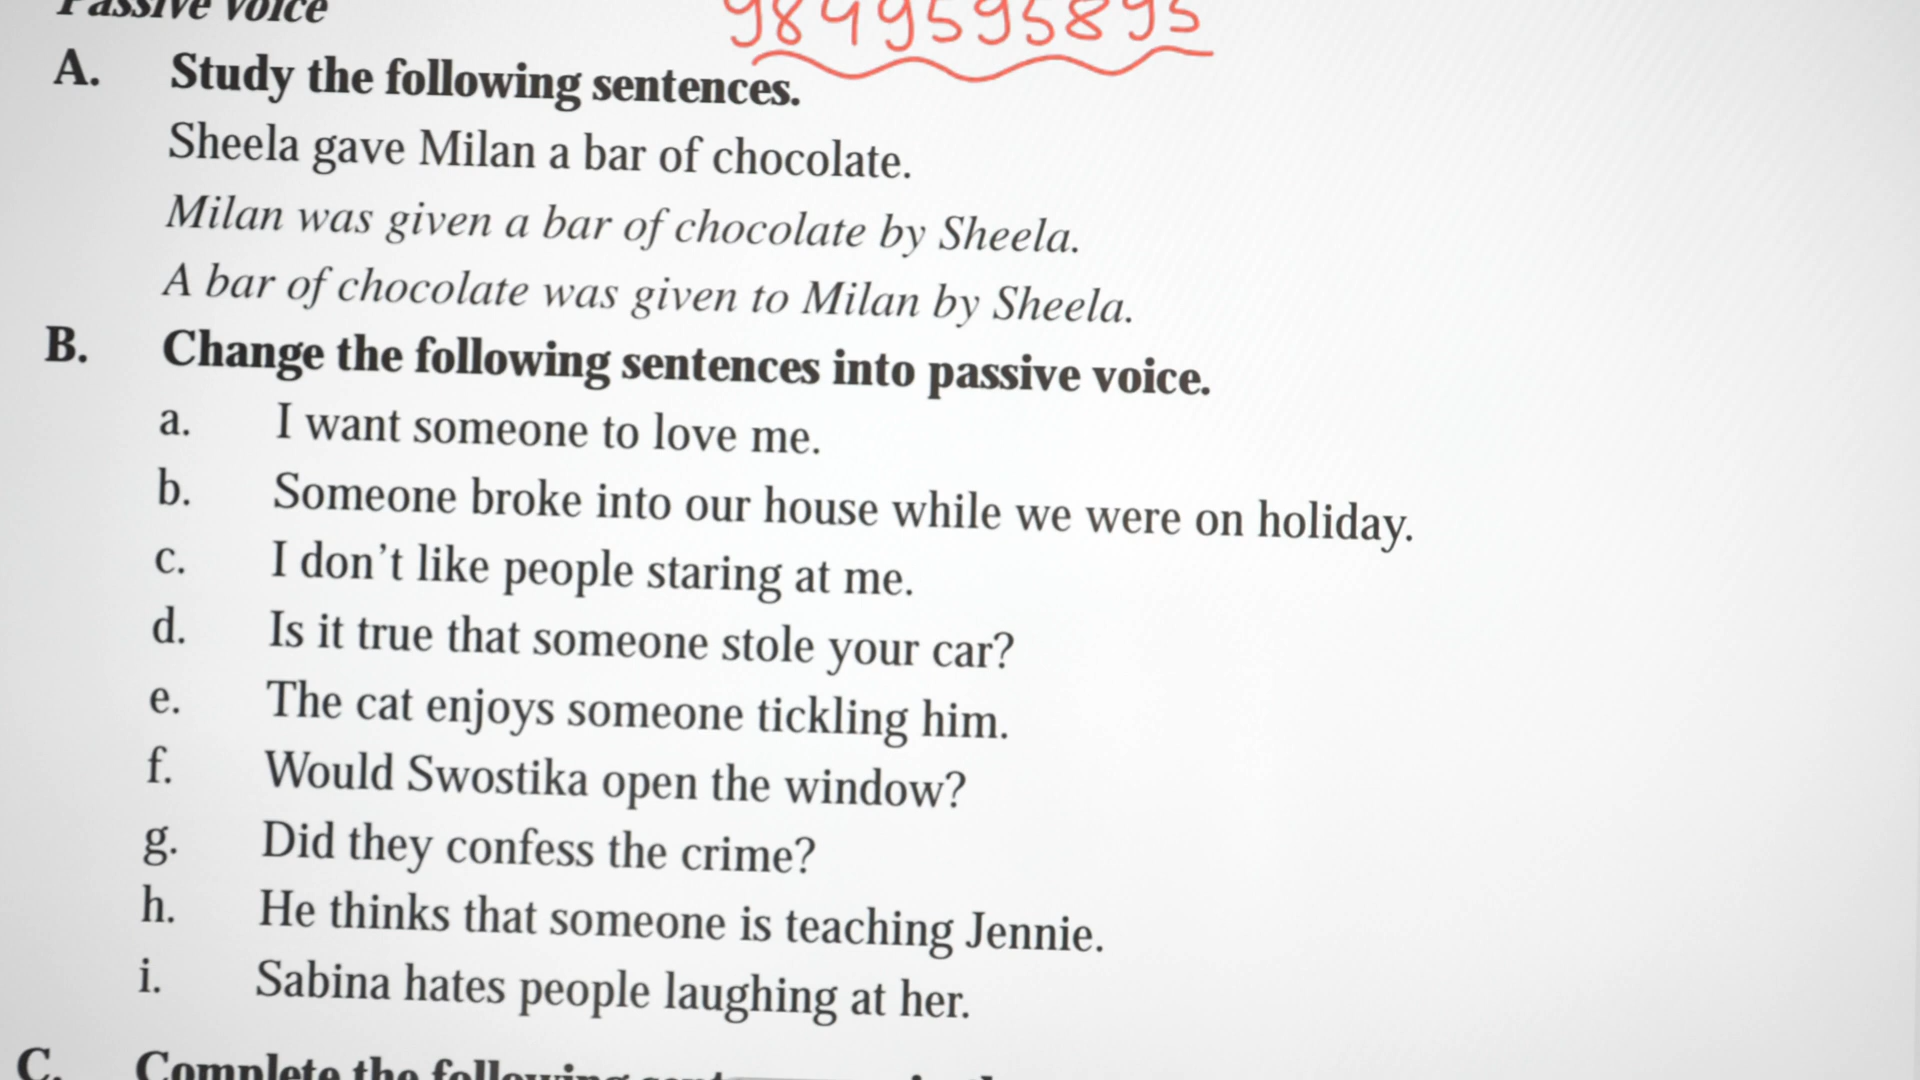 Passive voice
9849595895
A. Study the following sentences.
Sheela gave Milan a bar of chocolate.
Milan was given a bar of chocolate by Sheela.
A bar of chocolate was given to Milan by Sheela.
B. Change the following sentences into passive voice.
a. I want someone to love me.
b. Someone broke into our house while we were on holiday.
c. I don't like people staring at me.
d. Is it true that someone stole your car?
e. The cat enjoys someone tickling him.
f. Would Swostika open the window?
g. Did they confess the crime?
h. He thinks that someone is teaching Jennie.
i. Sabina hates people laughing at her.
C. Complete the following